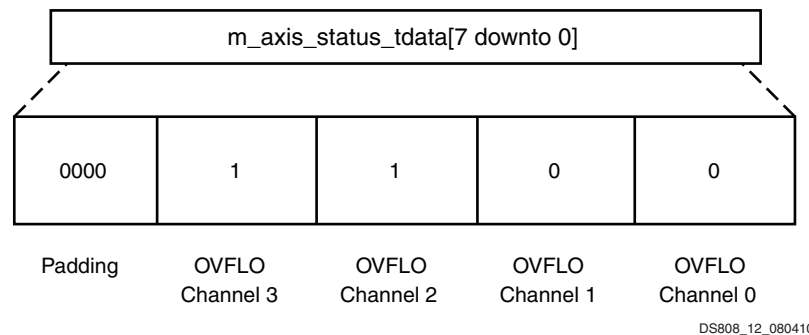 m_axis_status_tdata[7 downto 0]
0000 1 1 0 0
Padding OVFLO OVFLO OVFLO OVFLO
Channel 3 Channel 2 Channel 1 Channel 0
DS808_12_080410